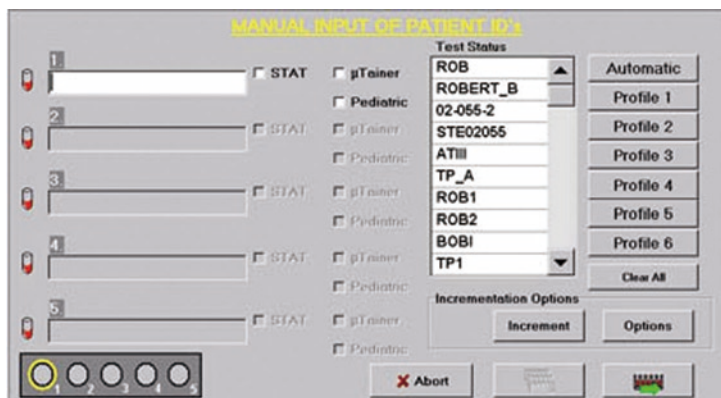 MANUAL INPUT OF PATIENT ID's
1.
STAT
µTainer
Pediatric
2.
STAT
µTainer
Pediatric
3.
STAT
µTainer
Pediatric
4.
STAT
µTainer
Pediatric
5.
STAT
µTainer
Pediatric
Test Status
ROB
ROBERT_B
02-055-2
STE02055
ATIII
TP_A
ROB1
ROB2
BOBI
TP1
Automatic
Profile 1
Profile 2
Profile 3
Profile 4
Profile 5
Profile 6
Clear All
Incrementation Options
Increment Options
1 2 3 4 5
Abort